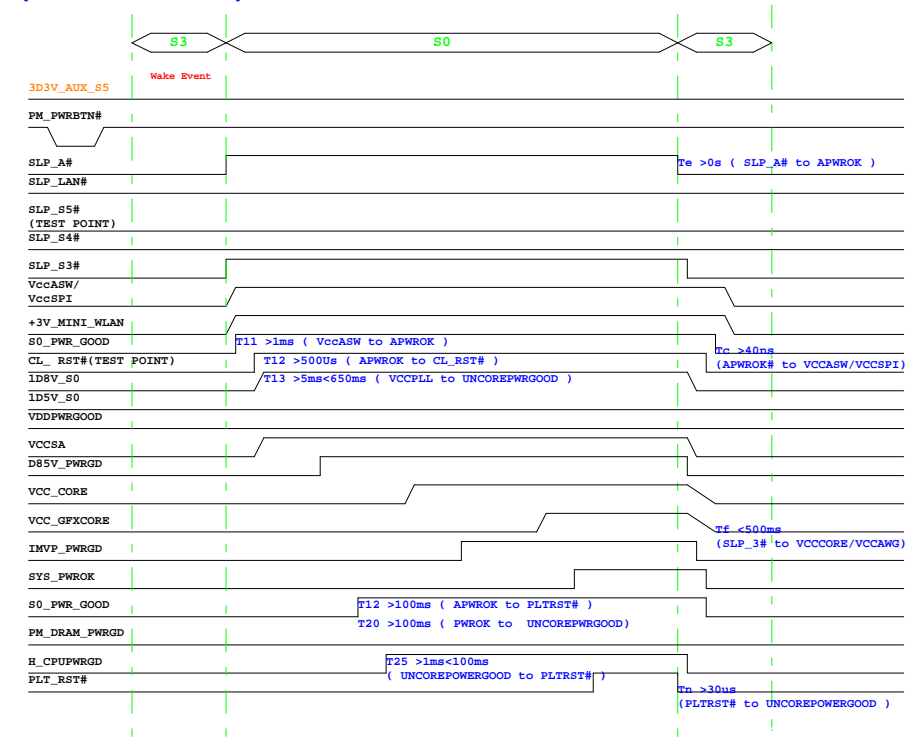 S3 S0 S3
Wake Event
3D3V_AUX_S5
PM_PWRBTN#
SLP_A#
Te >0s ( SLP_A# to APWROK )
SLP_LAN#
SLP_S5#
(TEST POINT)
SLP_S4#
SLP_S3#
VccASW/
VccSPI
+3V_MINI_WLAN
S0_PWR_GOOD
T11 >1ms ( VccASW to APWROK )
Tc >40ns
CL_ RST#(TEST POINT)
T12 >500Us ( APWROK to CL_RST# )
(APWROK# to VCCASW/VCCSPI)
1D8V_S0
T13 >5ms<650ms ( VCCPLL to UNCOREPWRGOOD )
1D5V_S0
VDDPWRGOOD
VCCSA
D85V_PWRGD
VCC_CORE
VCC_GFXCORE
Tf <500ms
(SLP_3# to VCCCORE/VCCAWG)
IMVP_PWRGD
SYS_PWROK
S0_PWR_GOOD
T12 >100ms ( APWROK to PLTRST# )
T20 >100ms ( PWROK to UNCOREPWRGOOD)
PM_DRAM_PWRGD
H_CPUPWRGD
T25 >1ms<100ms
( UNCOREPOWERGOOD to PLTRST# )
PLT_RST#
Tn >30us
(PLTRST# to UNCOREPOWERGOOD )